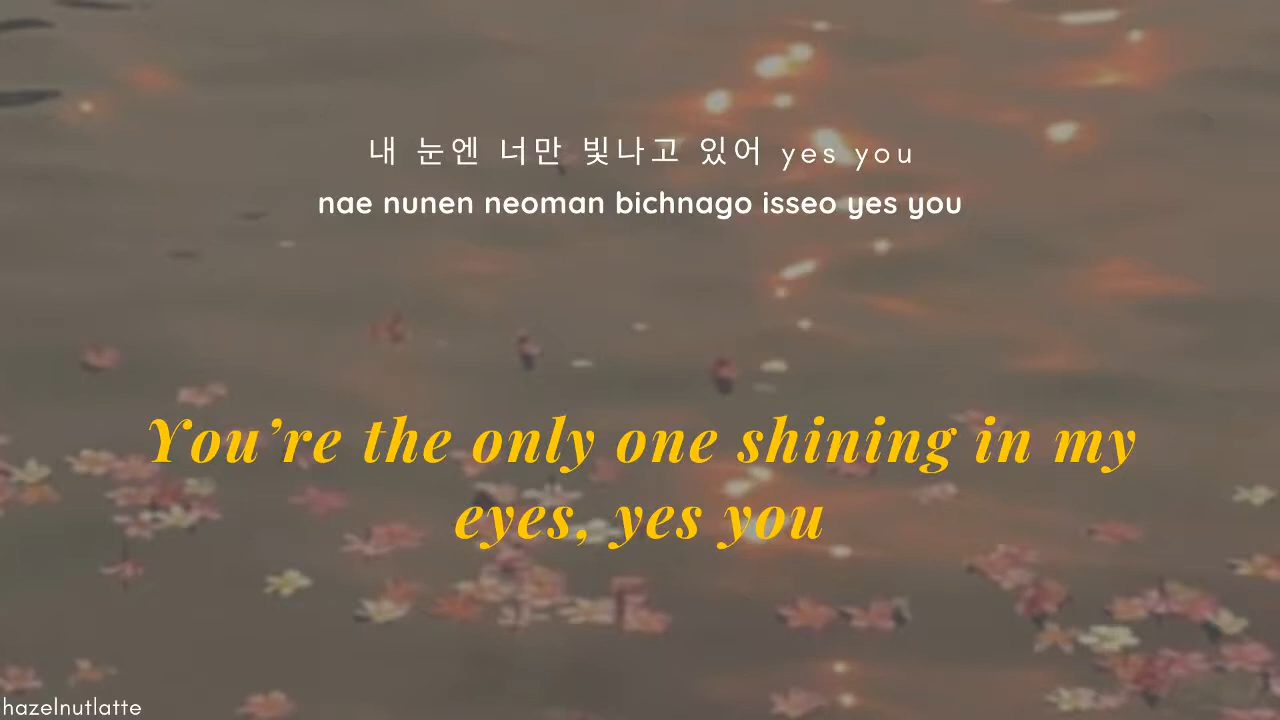 내 눈엔 너만 빛나고 있어 yes you
nae nunen neoman bichnago isseo yes you
You’re the only one shining in my
eyes, yes you
hazelnutlatte